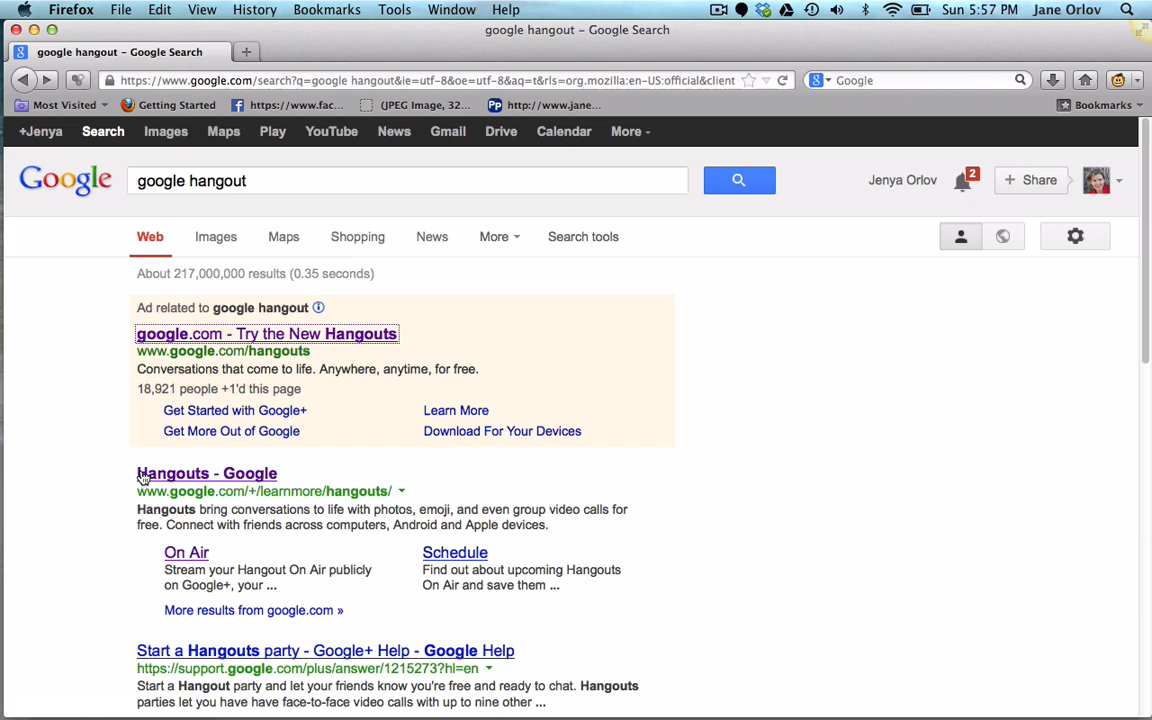 Firefox File Edit View History Bookmarks Tools Window Help Sun 5:57 PM Jane Orlov
google hangout - Google Search
google hangout - Google Search
https://www.google.com/search?q=google hangout&ie=utf-8&oe=utf-8&aq=t&rls=org.mozilla:en-US:official&client Google
Most Visited Getting Started https://www.fac... (JPEG Image, 32... http://www.jane... Bookmarks
+Jenya Search Images Maps Play YouTube News Gmail Drive Calendar More
Google google hangout Jenya Orlov 2 + Share
Web Images Maps Shopping News More Search tools
About 217,000,000 results (0.35 seconds)
Ad related to google hangout
google.com - Try the New Hangouts
www.google.com/hangouts
Conversations that come to life. Anywhere, anytime, for free.
18,921 people +1'd this page
Get Started with Google+ Learn More
Get More Out of Google Download For Your Devices
Hangouts - Google
www.google.com/+/learnmore/hangouts/
Hangouts bring conversations to life with photos, emoji, and even group video calls for
free. Connect with friends across computers, Android and Apple devices.
On Air Schedule
Stream your Hangout On Air publicly Find out about upcoming Hangouts
on Google+, your ... On Air and save them ...
More results from google.com »
Start a Hangouts party - Google+ Help - Google Help
https://support.google.com/plus/answer/1215273?hl=en
Start a Hangout party and let your friends know you're free and ready to chat. Hangouts
parties let you have have face-to-face video calls with up to nine other ...